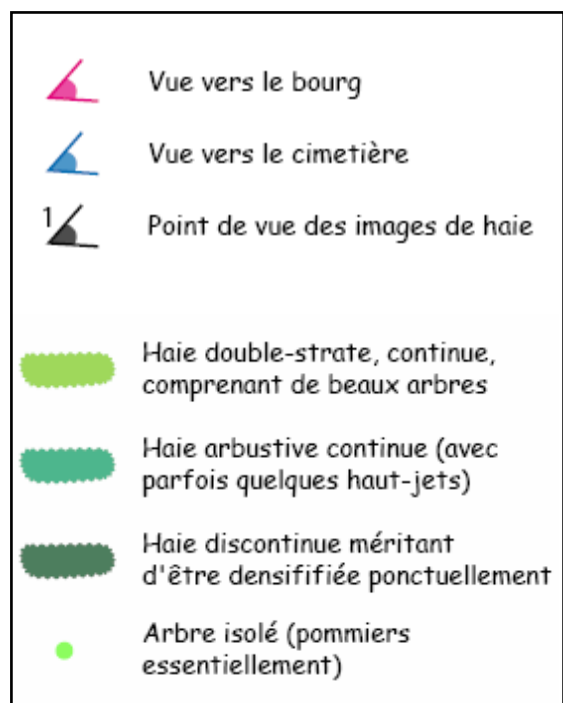 Vue vers le bourg
Vue vers le cimetière
1
Point de vue des images de haie
Haie double-strate, continue,
comprenant de beaux arbres
Haie arbustive continue (avec
parfois quelques haut-jets)
Haie discontinue méritant
d'être densififiée ponctuellement
Arbre isolé (pommiers
essentiellement)